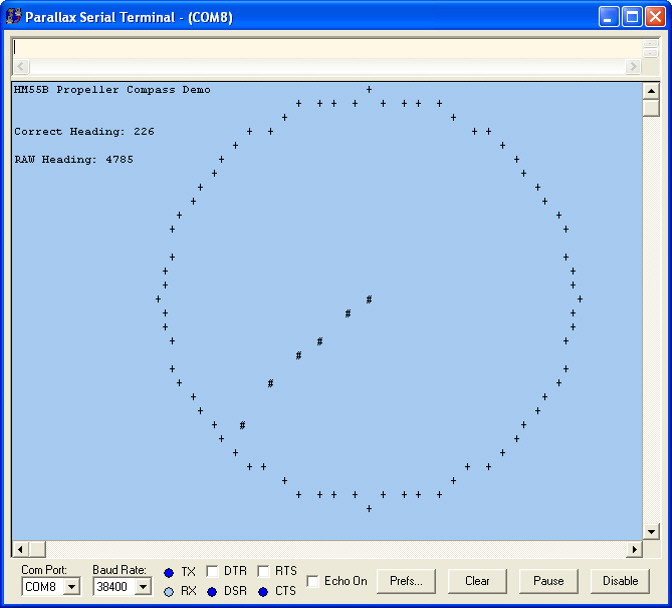 Parallax Serial Terminal - (COM8)
HM55B Propeller Compass Demo
Correct Heading: 226
RAW Heading: 4785
Com Port: Baud Rate: TX DTR RTS
COM8 38400 RX DSR CTS Echo On Prefs... Clear Pause Disable